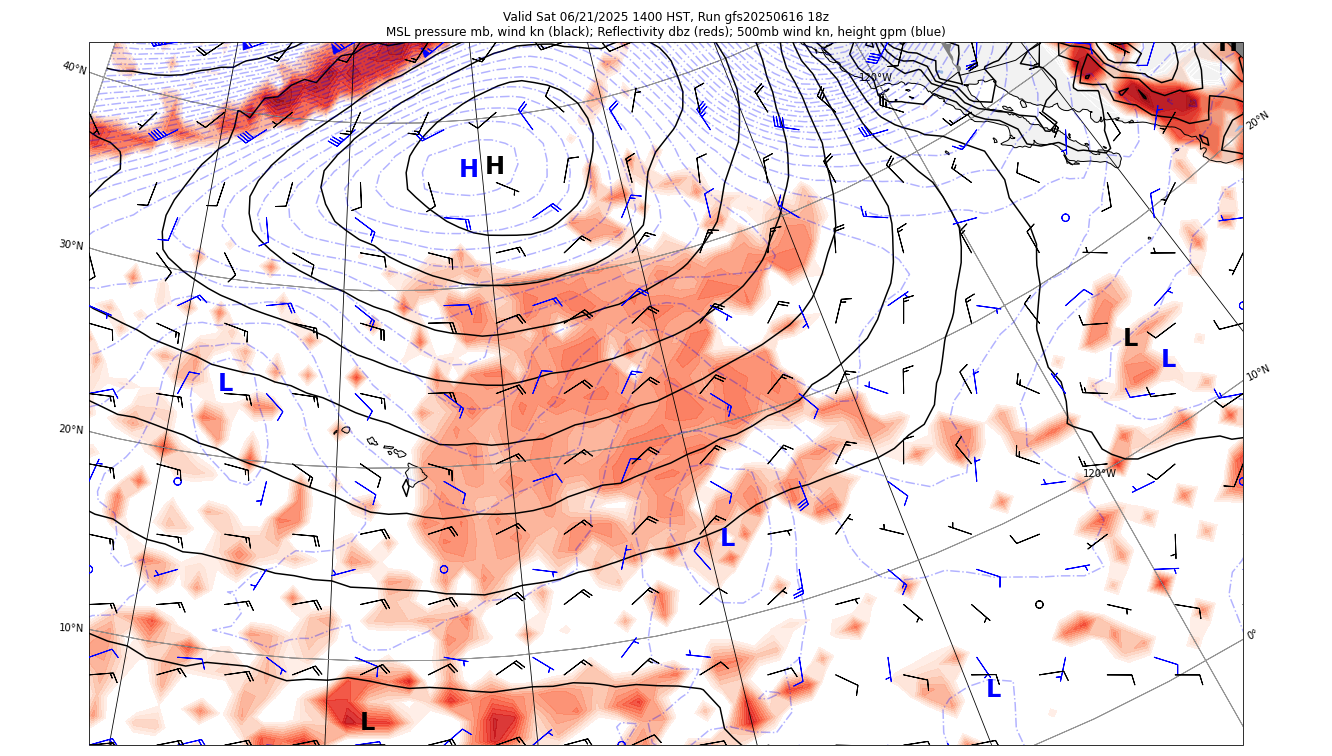 Valid Sat 06/21/2025 1400 HST, Run gfs20250616 18z
MSL pressure mb, wind kn (black); Reflectivity dbz (reds); 500mb wind kn, height gpm (blue)
H
40°N
120°W
20°N
H H
30°N
L
L
10°N
L
20°N
120°W
L
10°N
0°
L
L